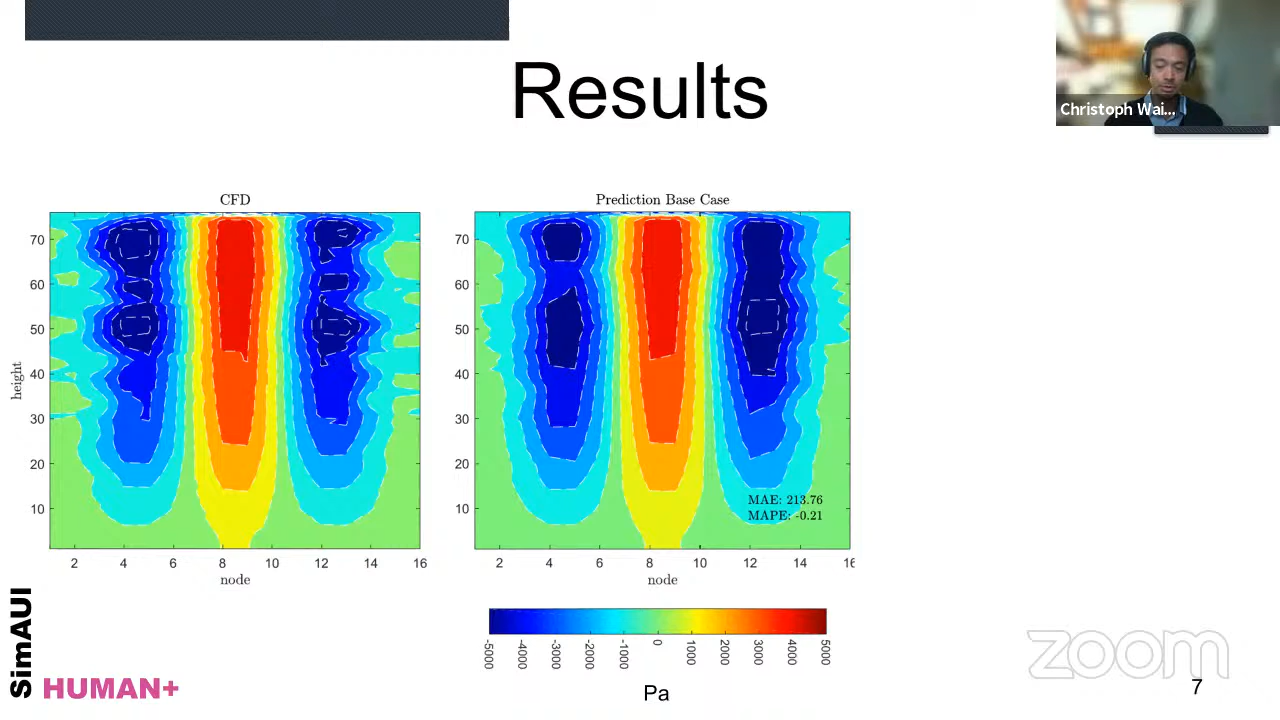 Results
Christoph Wai...
CFD
70
60
50
40
30
20
10
height
2 4 6 8 10 12 14 16
node
Prediction Base Case
70
60
50
40
30
20
10
MAE: 213.76
MAPE: -0.21
2 4 6 8 10 12 14 16
node
-5000 -4000 -3000 -2000 -1000 0 1000 2000 3000 4000 5000
Pa
SimAUI
HUMAN+
zoom
7